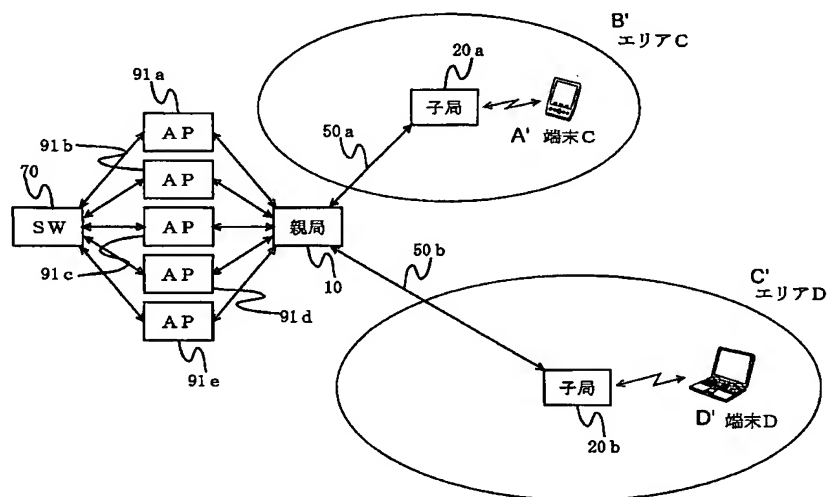 B'
エリアC
20a
91a
子局
AP
A' 端末C
91b
50a
70
AP
SW
AP
親局
50b
91c
AP
10
C'
エリアD
91d
AP
91e
子局
D' 端末D
20b